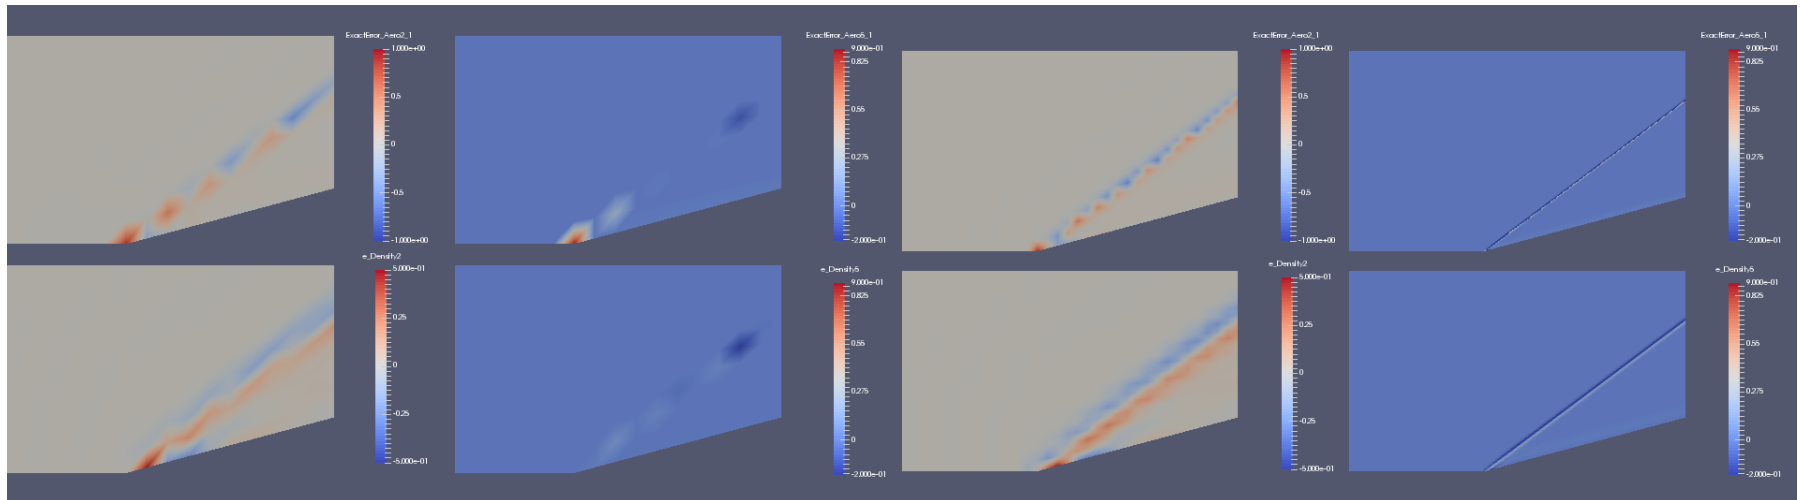 ExactError_Aero2_1
1.000e+00
0.5
0
-0.5
-1.000e+00
ExactError_Aero5_1
9.000e-01
0.825
0.55
0.275
0
-2.000e-01
ExactError_Aero2_1
1.000e+00
0.5
0
-0.5
-1.000e+00
ExactError_Aero5_1
9.000e-01
0.825
0.55
0.275
0
-2.000e-01
e_Density2
5.000e-01
0.25
0
-0.25
-5.000e-01
e_Density5
9.000e-01
0.825
0.55
0.275
0
-2.000e-01
e_Density2
5.000e-01
0.25
0
-0.25
-5.000e-01
e_Density5
9.000e-01
0.825
0.55
0.275
0
-2.000e-01